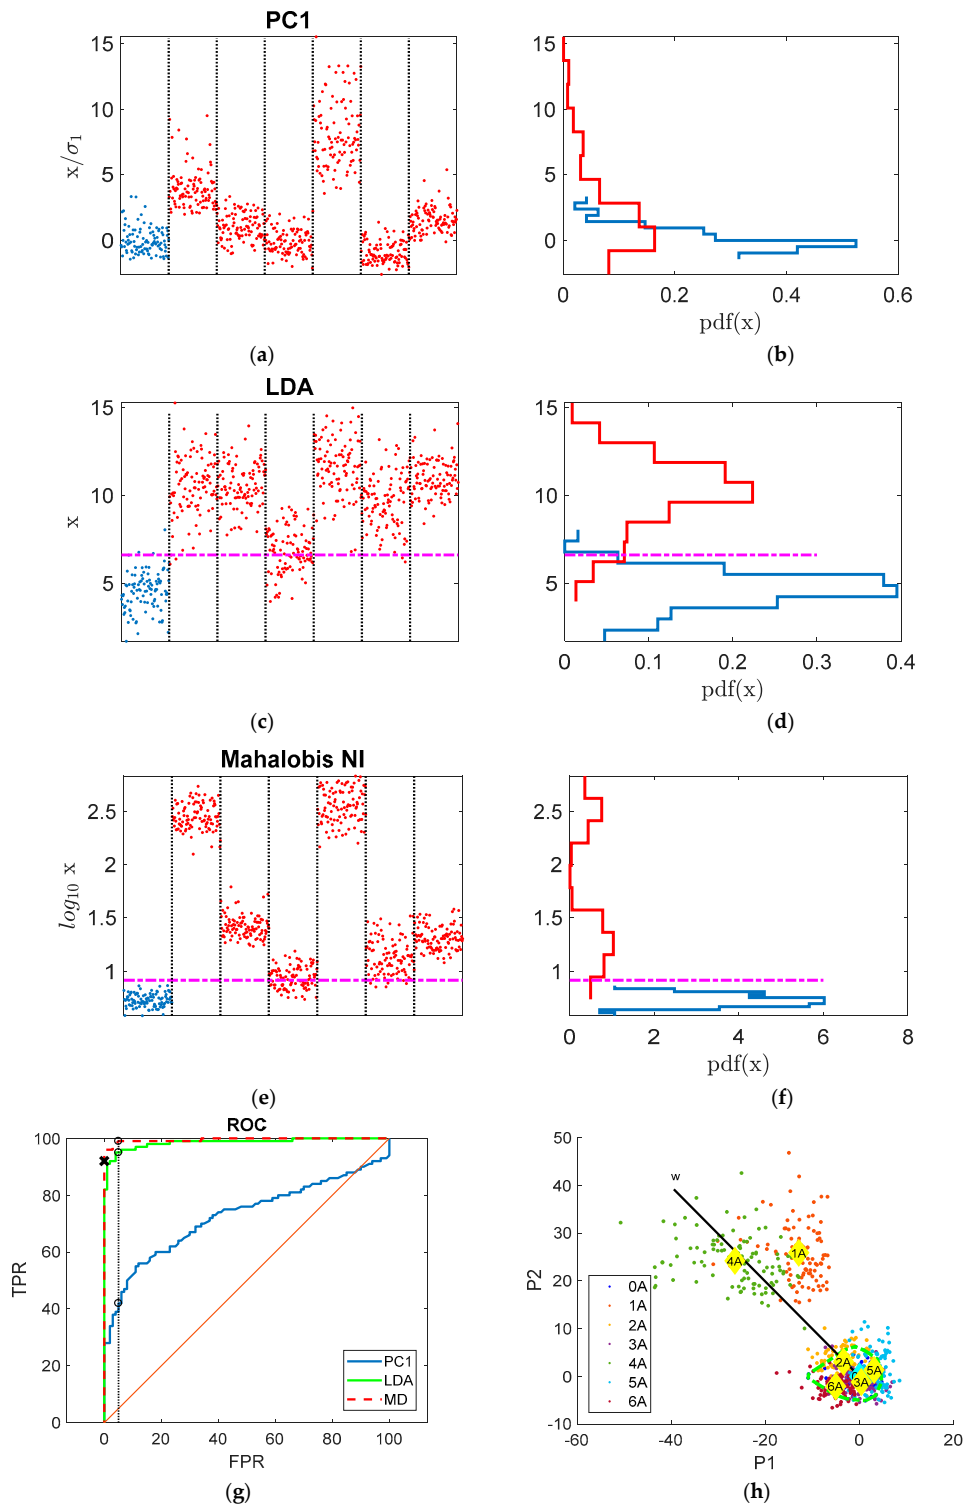 PC1
15
10
5
0
x/σ1
15
10
5
0
0
0.2
0.4
0.6
pdf(x)
(a)
(b)
LDA
15
10
5
x
15
10
5
0
0.1
0.2
0.3
0.4
pdf(x)
(c)
(d)
Mahalobis NI
2.5
2
1.5
1
log10 x
2.5
2
1.5
1
0
2
4
6
8
pdf(x)
(e)
(f)
ROC
100
80
60
40
20
0
TPR
0
20
40
60
80
100
FPR
PC1
LDA
MD
50
40
30
20
10
0
-10
P2
-60
-40
-20
0
20
P1
w
4A
1A
2A
5A
3A
6A
0A
1A
2A
3A
4A
5A
6A
(g)
(h)